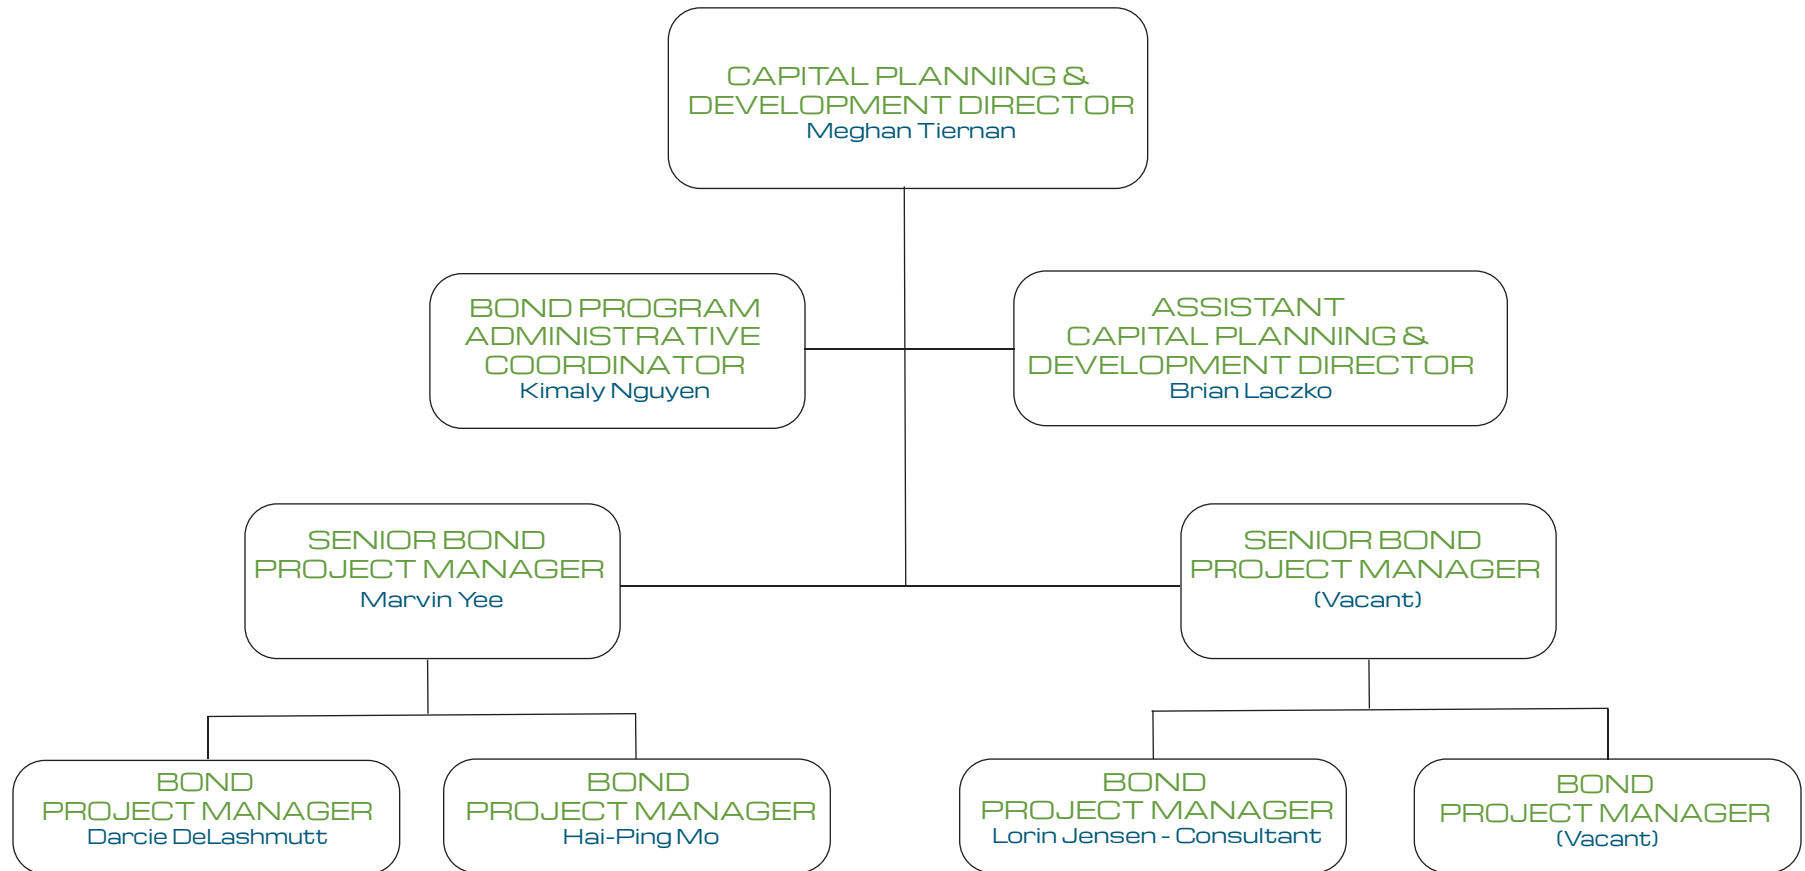 CAPITAL PLANNING &
DEVELOPMENT DIRECTOR
Meghan Tiernan
BOND PROGRAM
ADMINISTRATIVE
COORDINATOR
Kimaly Nguyen
ASSISTANT
CAPITAL PLANNING &
DEVELOPMENT DIRECTOR
Brian Laczko
SENIOR BOND
PROJECT MANAGER
Marvin Yee
SENIOR BOND
PROJECT MANAGER
(Vacant)
BOND
PROJECT MANAGER
Darcie DeLashmutt
BOND
PROJECT MANAGER
Hai-Ping Mo
BOND
PROJECT MANAGER
Lorin Jensen - Consultant
BOND
PROJECT MANAGER
(Vacant)